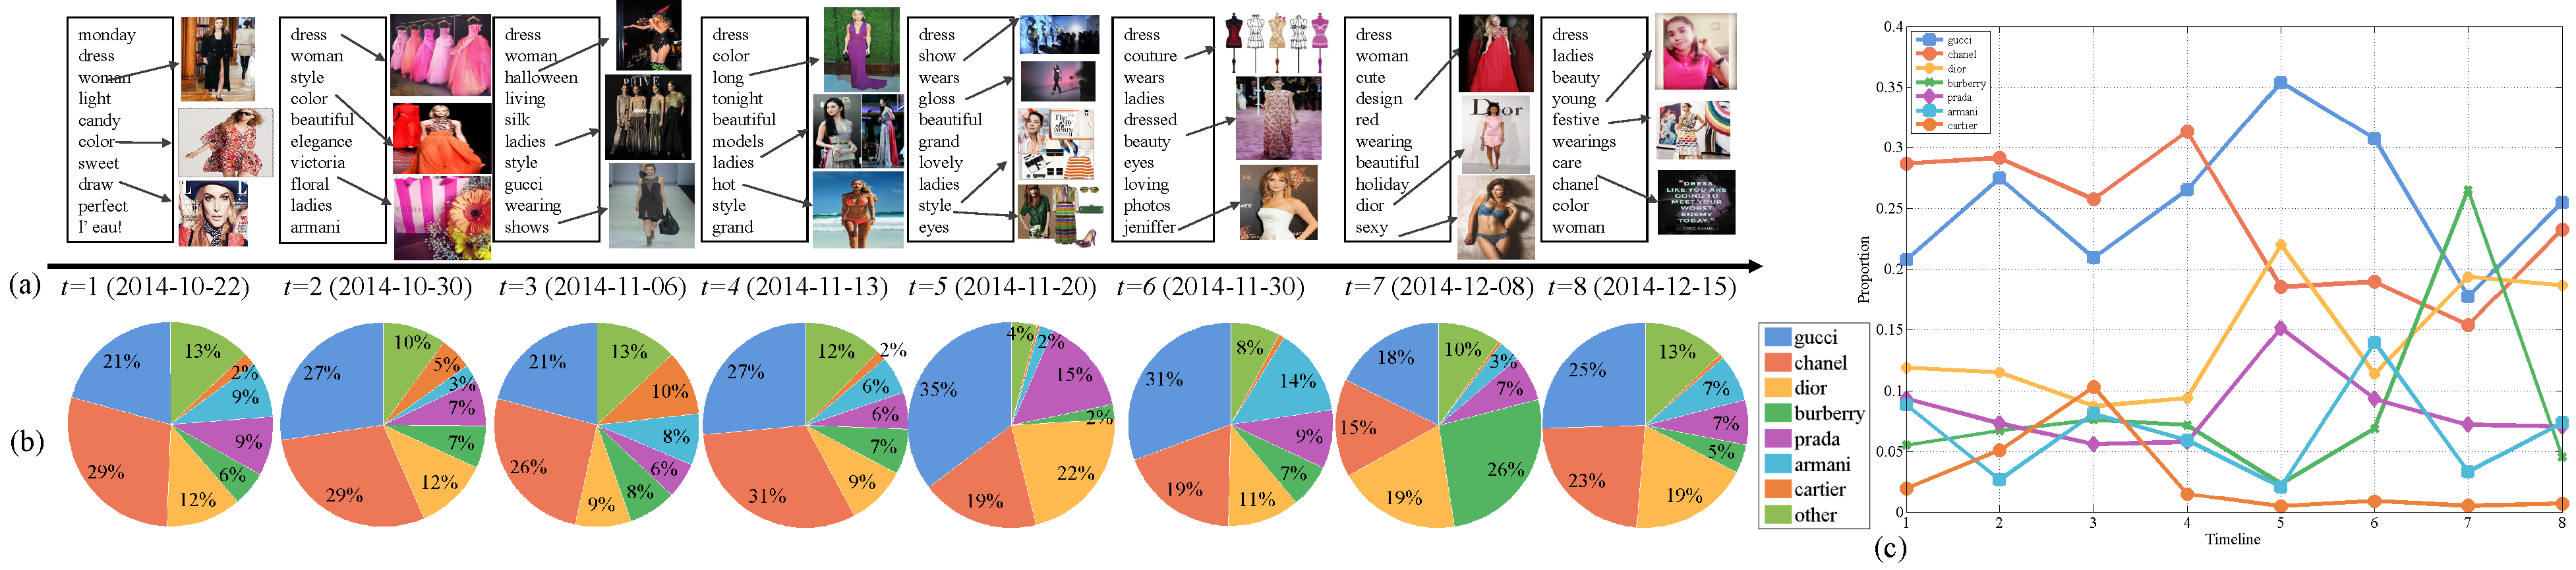 monday
dress
woman
light
candy
color
sweet
draw
perfect
l' eau!
dress
woman
style
color
beautiful
elegance
victoria
floral
ladies
armani
dress
woman
halloween
living
silk
ladies
style
gucci
wearing
shows
PRIVE
dress
color
long
tonight
beautiful
models
ladies
hot
style
grand
dress
show
wears
gloss
beautiful
grand
lovely
ladies
style
eyes
dress
couture
wears
ladies
dressed
beauty
eyes
loving
photos
jeniffer
dress
woman
cute
design
red
wearing
beautiful
holiday
dior
sexy
Dior
dress
ladies
beauty
young
festive
wearings
care
chanel
color
woman
"DRESS
LIKE YOU ARE
GOING TO
MEET YOUR
WORST
ENEMY
TODAY."
(a)
t=1 (2014-10-22)
t=2 (2014-10-30)
t=3 (2014-11-06)
t=4 (2014-11-13)
t=5 (2014-11-20)
t=6 (2014-11-30)
t=7 (2014-12-08)
t=8 (2014-12-15)
(b)
21%
13%
2%
9%
9%
6%
12%
29%
27%
10%
5%
3%
7%
7%
12%
29%
21%
13%
10%
8%
6%
8%
9%
26%
27%
12%
2%
6%
6%
7%
9%
31%
35%
4%
2%
15%
2%
22%
19%
31%
8%
14%
9%
7%
11%
19%
18%
10%
3%
7%
26%
19%
15%
25%
13%
7%
7%
5%
19%
23%
gucci
chanel
dior
burberry
prada
armani
cartier
other
(c)
Proportion
0.4
0.35
0.3
0.25
0.2
0.15
0.1
0.05
0
gucci
chanel
dior
burberry
prada
armani
cartier
1 2 3 4 5 6 7 8
Timeline